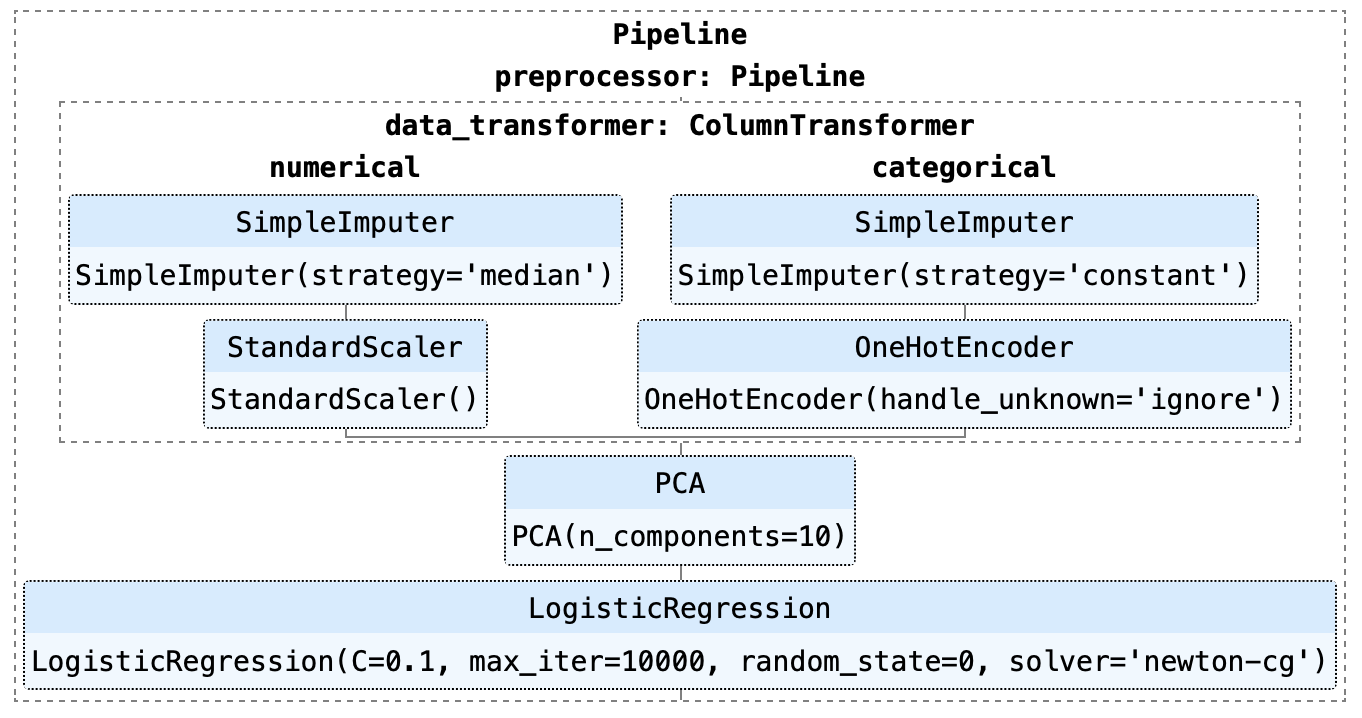 Pipeline
preprocessor: Pipeline
data_transformer: ColumnTransformer
numerical
categorical
SimpleImputer
SimpleImputer
SimpleImputer(strategy='median')
SimpleImputer(strategy='constant')
StandardScaler
OneHotEncoder
StandardScaler()
OneHotEncoder(handle_unknown='ignore')
PCA
PCA(n_components=10)
LogisticRegression
LogisticRegression(C=0.1, max_iter=10000, random_state=0, solver='newton-cg')